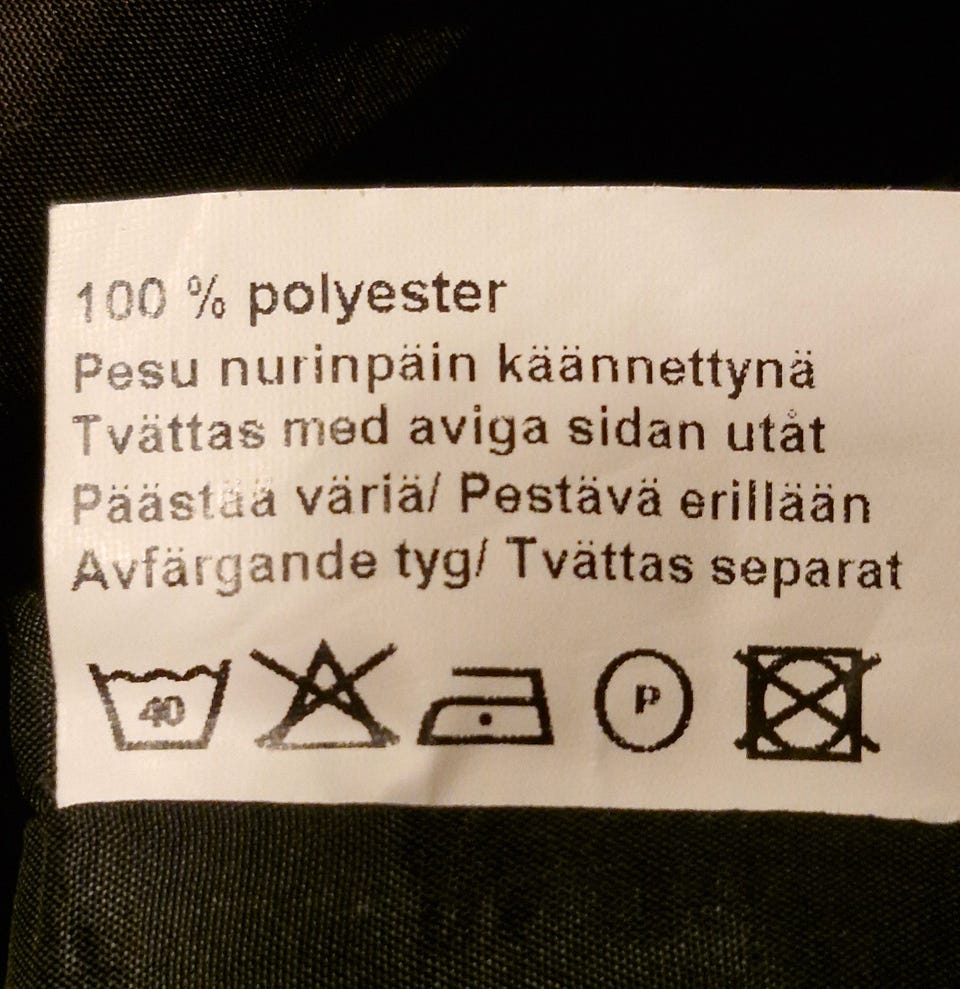 100 % polyester
Pesu nurinpäin käännettynä
Tvättas med aviga sidan utåt
Päästää väriä/ Pestävä erillään
Avfärgande tyg/ Tvättas separat
40 P